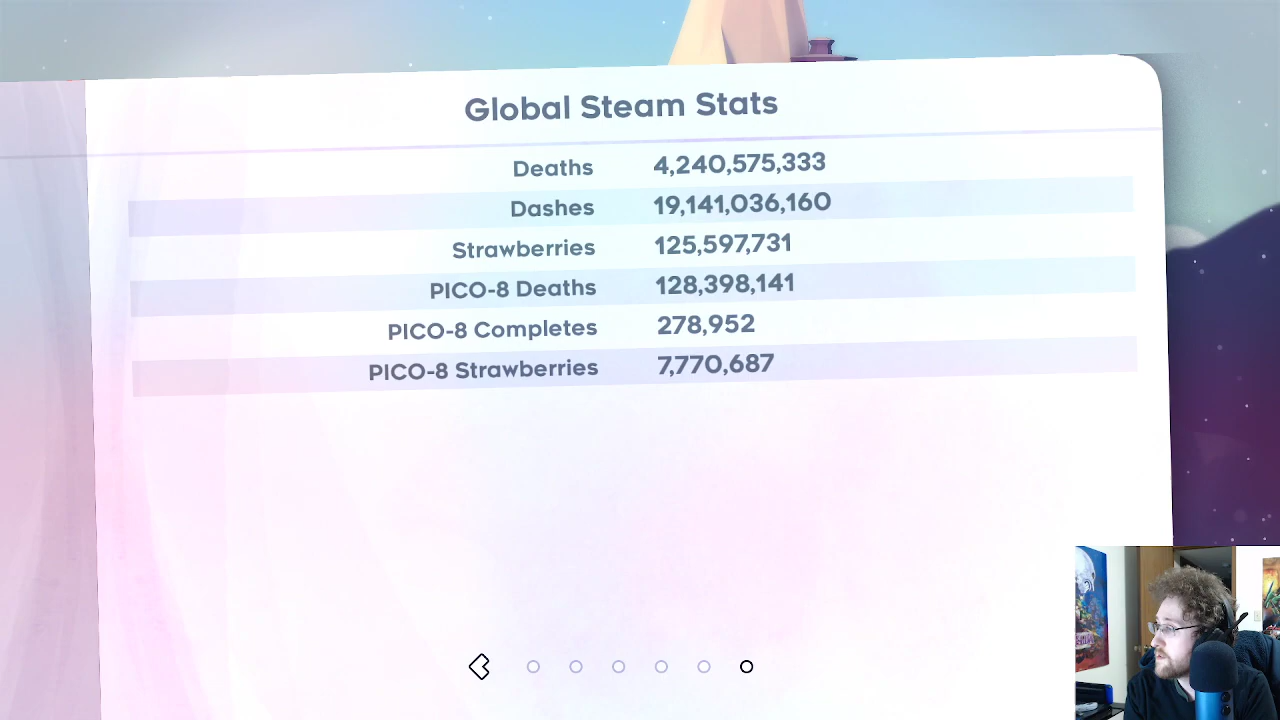 Global Steam Stats
Deaths 4,240,575,333
Dashes 19,141,036,160
Strawberries 125,597,731
PICO-8 Deaths 128,398,141
PICO-8 Completes 278,952
PICO-8 Strawberries 7,770,687